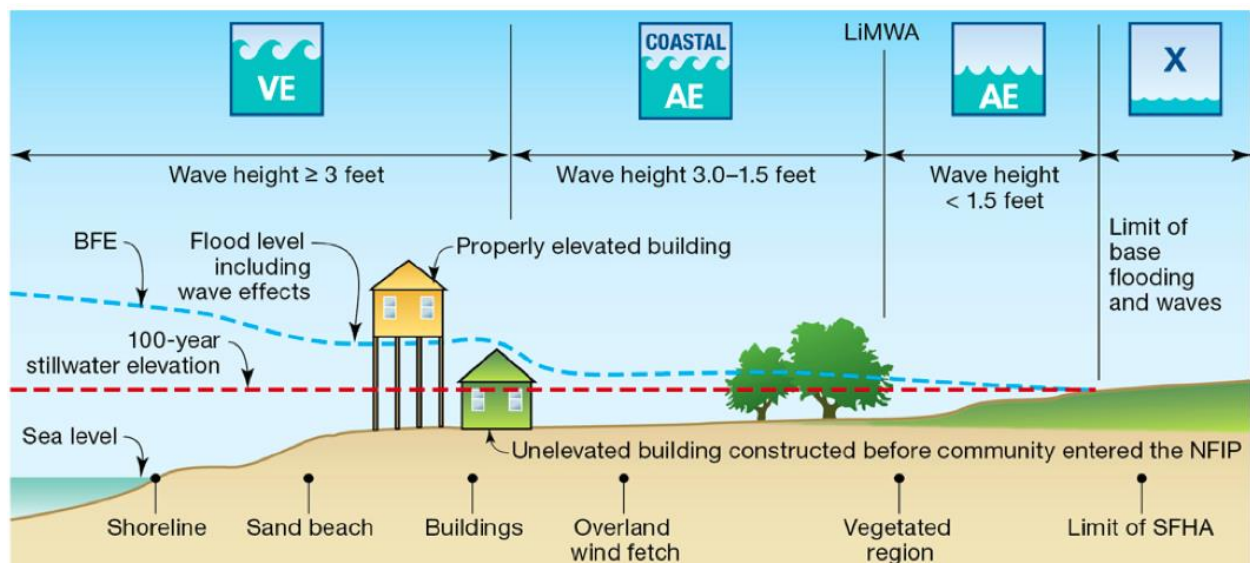 VE
COASTAL
AE
LiMWA
AE
X
Wave height ≥ 3 feet
Wave height 3.0–1.5 feet
Wave height
< 1.5 feet
BFE
Flood level
including
wave effects
Properly elevated building
Limit of
base
flooding
and waves
100-year
stillwater elevation
Sea level
Unelevated building constructed before community entered the NFIP
Shoreline
Sand beach
Buildings
Overland
wind fetch
Vegetated
region
Limit of SFHA